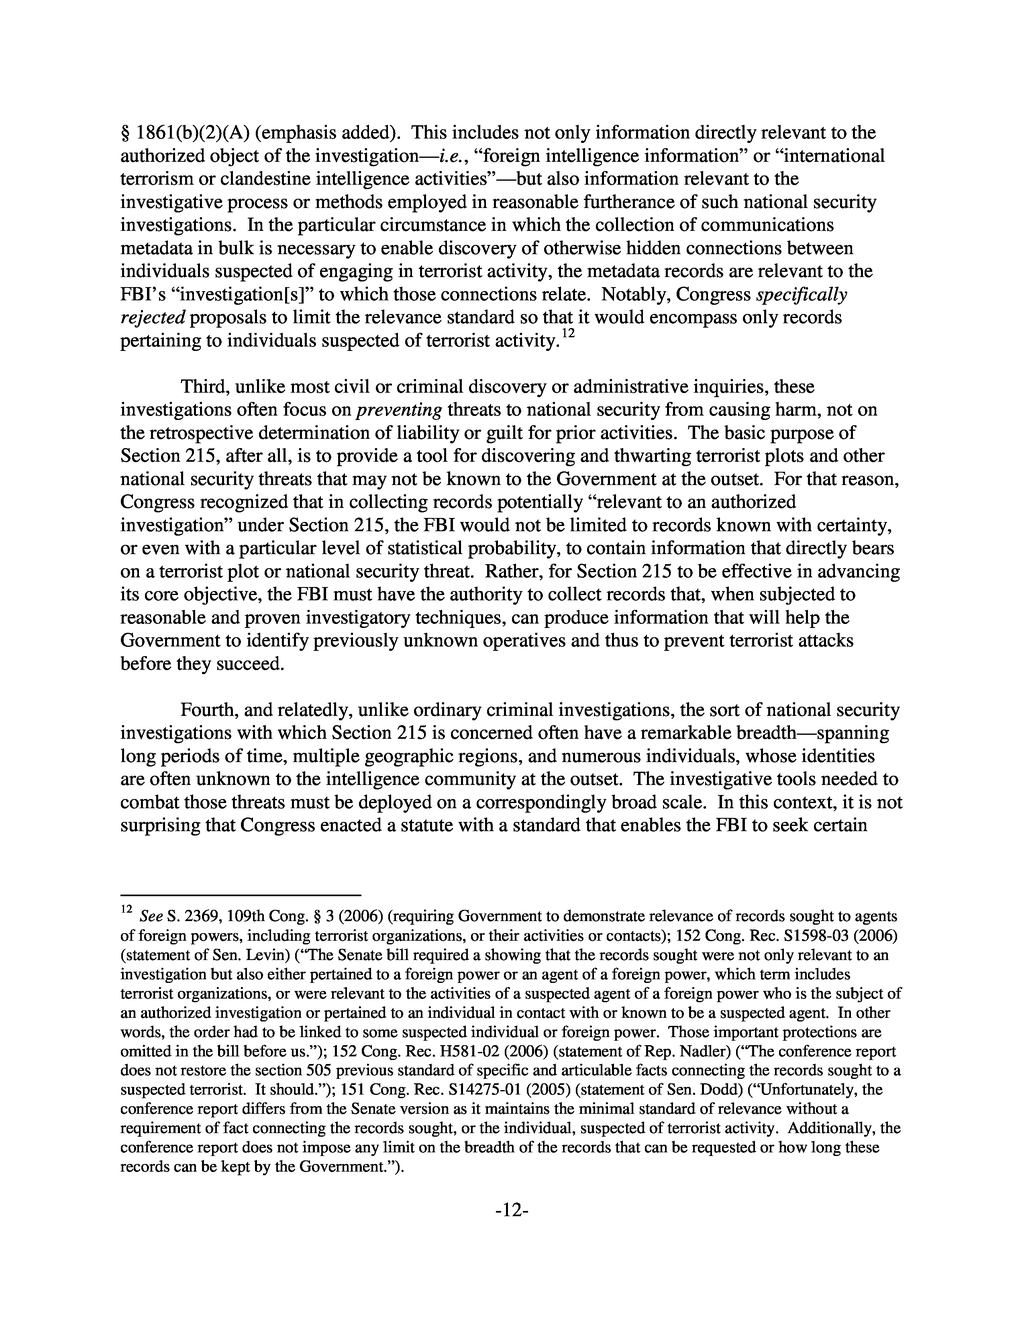 § 1861(b)(2)(A) (emphasis added).  This includes not only information directly relevant to the
authorized object of the investigation—i.e., “foreign intelligence information” or “international
terrorism or clandestine intelligence activities”—but also information relevant to the
investigative process or methods employed in reasonable furtherance of such national security
investigations.  In the particular circumstance in which the collection of communications
metadata in bulk is necessary to enable discovery of otherwise hidden connections between
individuals suspected of engaging in terrorist activity, the metadata records are relevant to the
FBI’s “investigation[s]” to which those connections relate.  Notably, Congress specifically
rejected proposals to limit the relevance standard so that it would encompass only records
pertaining to individuals suspected of terrorist activity.12
Third, unlike most civil or criminal discovery or administrative inquiries, these
investigations often focus on preventing threats to national security from causing harm, not on
the retrospective determination of liability or guilt for prior activities.  The basic purpose of
Section 215, after all, is to provide a tool for discovering and thwarting terrorist plots and other
national security threats that may not be known to the Government at the outset.  For that reason,
Congress recognized that in collecting records potentially “relevant to an authorized
investigation” under Section 215, the FBI would not be limited to records known with certainty,
or even with a particular level of statistical probability, to contain information that directly bears
on a terrorist plot or national security threat.  Rather, for Section 215 to be effective in advancing
its core objective, the FBI must have the authority to collect records that, when subjected to
reasonable and proven investigatory techniques, can produce information that will help the
Government to identify previously unknown operatives and thus to prevent terrorist attacks
before they succeed.
Fourth, and relatedly, unlike ordinary criminal investigations, the sort of national security
investigations with which Section 215 is concerned often have a remarkable breadth—spanning
long periods of time, multiple geographic regions, and numerous individuals, whose identities
are often unknown to the intelligence community at the outset.  The investigative tools needed to
combat those threats must be deployed on a correspondingly broad scale.  In this context, it is not
surprising that Congress enacted a statute with a standard that enables the FBI to seek certain
12 See S. 2369, 109th Cong. § 3 (2006) (requiring Government to demonstrate relevance of records sought to agents
of foreign powers, including terrorist organizations, or their activities or contacts); 152 Cong. Rec. S1598-03 (2006)
(statement of Sen. Levin) (“The Senate bill required a showing that the records sought were not only relevant to an
investigation but also either pertained to a foreign power or an agent of a foreign power, which term includes
terrorist organizations, or were relevant to the activities of a suspected agent of a foreign power who is the subject of
an authorized investigation or pertained to an individual in contact with or known to be a suspected agent.  In other
words, the order had to be linked to some suspected individual or foreign power.  Those important protections are
omitted in the bill before us.”); 152 Cong. Rec. H581-02 (2006) (statement of Rep. Nadler) (“The conference report
does not restore the section 505 previous standard of specific and articulable facts connecting the records sought to a
suspected terrorist.  It should.”); 151 Cong. Rec. S14275-01 (2005) (statement of Sen. Dodd) (“Unfortunately, the
conference report differs from the Senate version as it maintains the minimal standard of relevance without a
requirement of fact connecting the records sought, or the individual, suspected of terrorist activity.  Additionally, the
conference report does not impose any limit on the breadth of the records that can be requested or how long these
records can be kept by the Government.”).
-12-